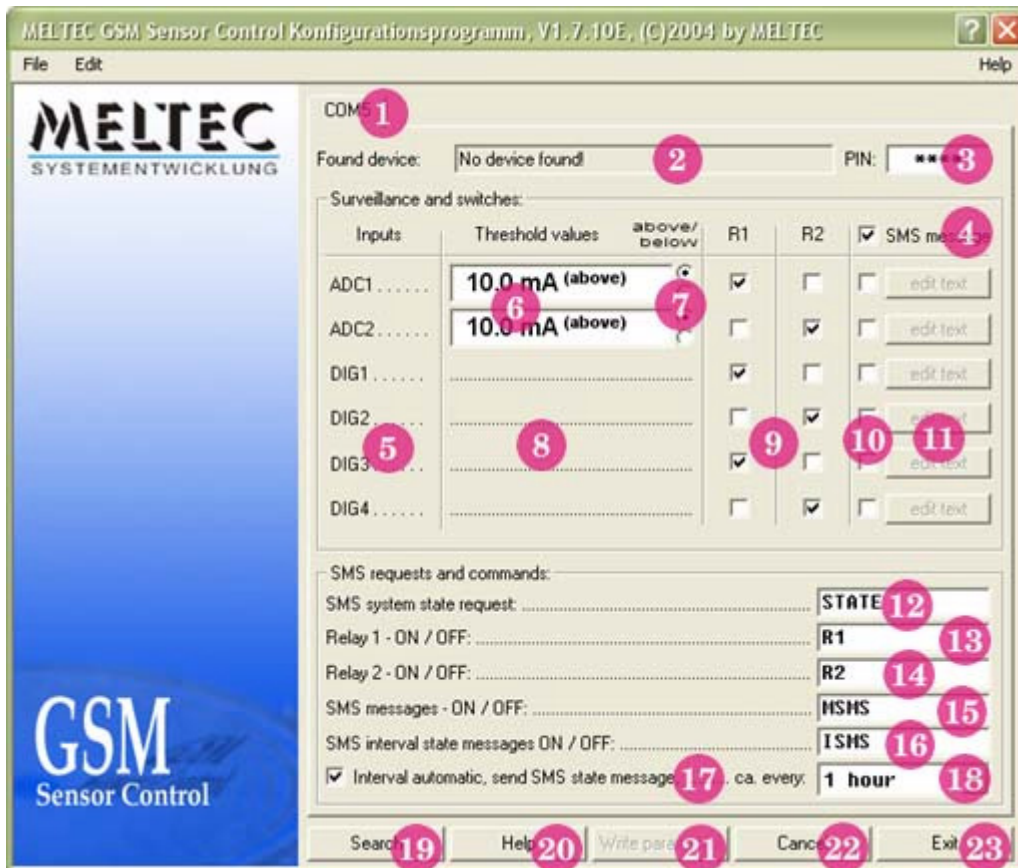 MELTEC GSM Sensor Control Konfigurationsprogramm, V1.7.10E, (C)2004 by MELTEC ?
File Edit Help
MELTEC
SYSTEMENTWICKLUNG
COM5 1
Found device: No device found! 2 PIN: **** 3
Surveillance and switches:
Inputs Threshold values above/below R1 R2 SMS message 4
ADC1...... 10.0 mA (above) edit text
6 7
ADC2...... 10.0 mA (above) edit text
DIG1...... edit text
DIG2...... edit text
5 8 9 10 11
DIG3...... edit text
DIG4...... edit text
SMS requests and commands:
SMS system state request: STATE 12
Relay 1 - ON / OFF: R1 13
Relay 2 - ON / OFF: R2 14
SMS messages - ON / OFF: MSMS 15
SMS interval state messages ON / OFF: ISMS 16
Interval automatic, send SMS state message 17 ca. every: 1 hour 18
GSM
Sensor Control
Search 19 Help 20 Write 21 Cancel 22 Exit 23